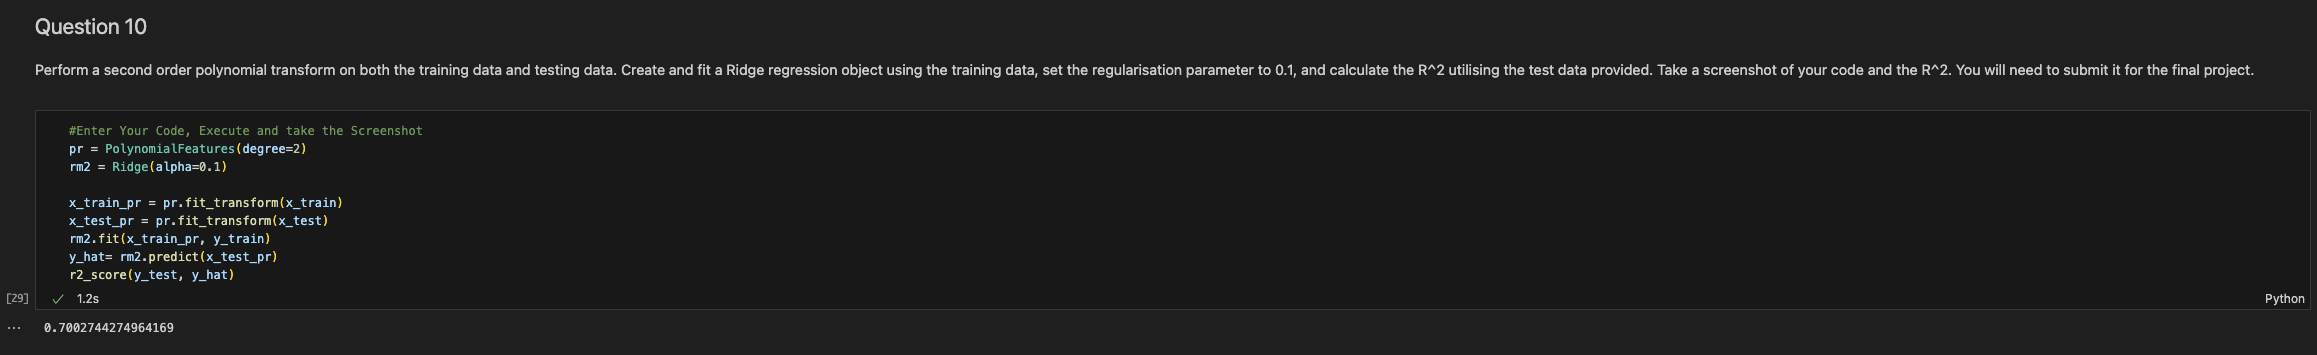 Question 10
Perform a second order polynomial transform on both the training data and testing data. Create and fit a Ridge regression object using the training data, set the regularisation parameter to 0.1, and calculate the R^2 utilising the test data provided. Take a screenshot of your code and the R^2. You will need to submit it for the final project.
#Enter Your Code, Execute and take the Screenshot
pr = PolynomialFeatures(degree=2)
rm2 = Ridge(alpha=0.1)
x_train_pr = pr.fit_transform(x_train)
x_test_pr = pr.fit_transform(x_test)
rm2.fit(x_train_pr, y_train)
y_hat= rm2.predict(x_test_pr)
r2_score(y_test, y_hat)
[29] ✓ 1.2s Python
... 0.7002744274964169